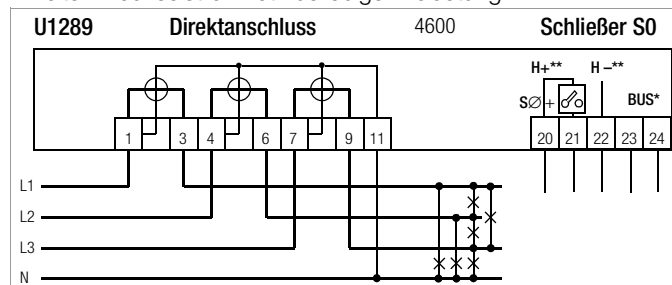 U1289 Direktanschluss 4600 Schließer S0
H+** H –**
SØ + BUS*
1 3 4 6 7 9 11 20 21 22 23 24
L1
L2
L3
N